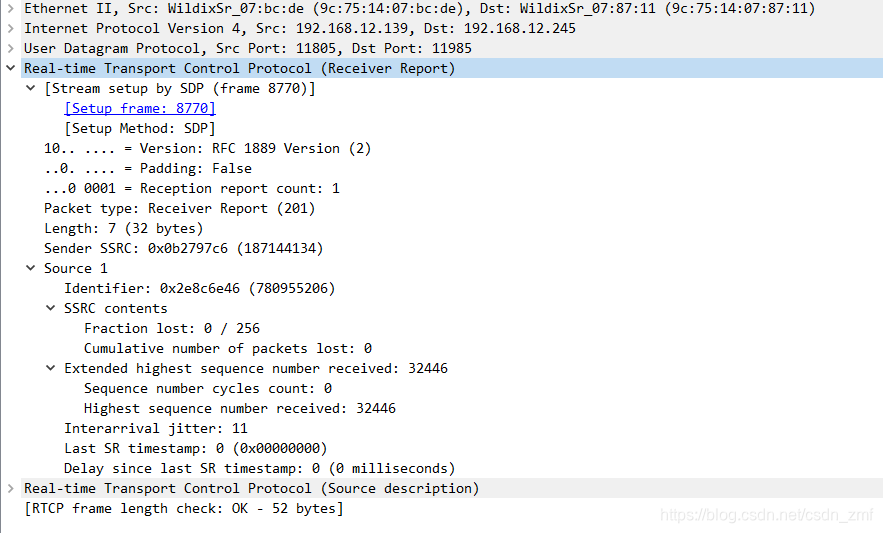 Ethernet II, Src: WildixSr_07:bc:de (9c:75:14:07:bc:de), Dst: WildixSr_07:87:11 (9c:75:14:07:87:11)
Internet Protocol Version 4, Src: 192.168.12.139, Dst: 192.168.12.245
User Datagram Protocol, Src Port: 11805, Dst Port: 11985
Real-time Transport Control Protocol (Receiver Report)
[Stream setup by SDP (frame 8770)]
[Setup frame: 8770]
[Setup Method: SDP]
10.. .... = Version: RFC 1889 Version (2)
..0. .... = Padding: False
...0 0001 = Reception report count: 1
Packet type: Receiver Report (201)
Length: 7 (32 bytes)
Sender SSRC: 0x0b2797c6 (187144134)
Source 1
Identifier: 0x2e8c6e46 (780955206)
SSRC contents
Fraction lost: 0 / 256
Cumulative number of packets lost: 0
Extended highest sequence number received: 32446
Sequence number cycles count: 0
Highest sequence number received: 32446
Interarrival jitter: 11
Last SR timestamp: 0 (0x00000000)
Delay since last SR timestamp: 0 (0 milliseconds)
Real-time Transport Control Protocol (Source description)
[RTCP frame length check: OK - 52 bytes]
https://blog.csdn.net/csdn_zmf